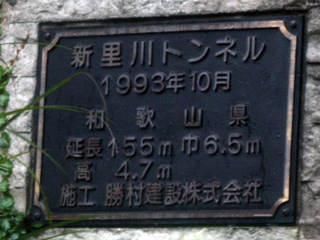 新里川トンネル
1993年10月
和歌山県
延長155m 巾6.5m
高 4.7m
施工 勝村建設株式会社